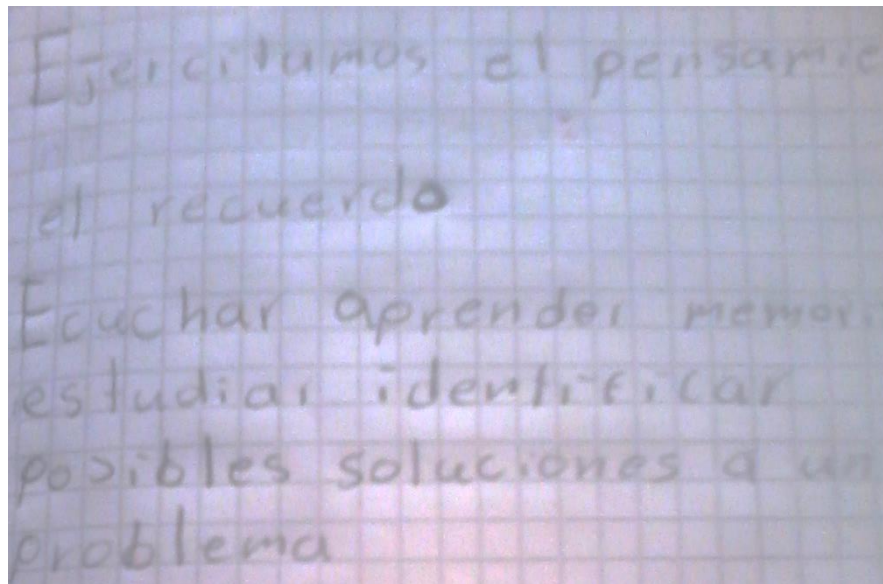 Ejercitamos el pensamie
el recuerdo
Ecuchar aprender memori
estudiar identificar
posibles soluciones a un
problema